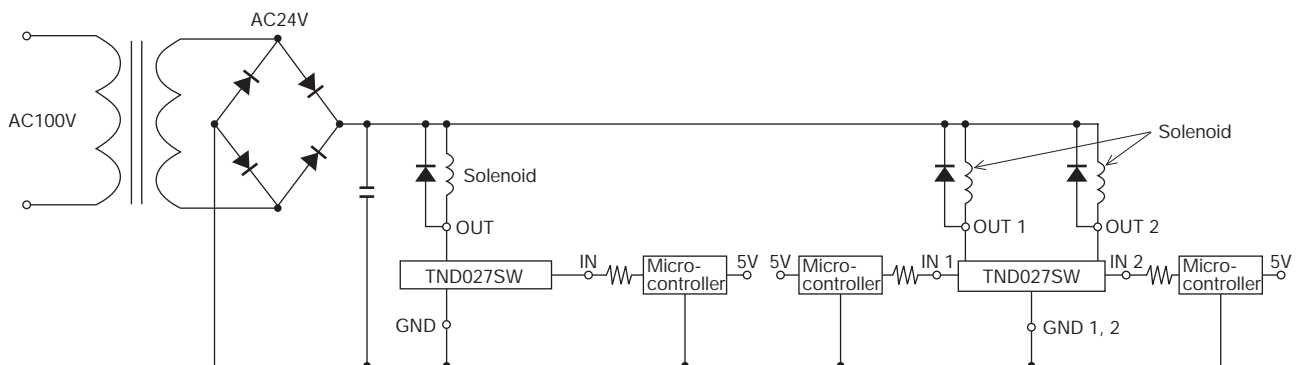 AC24V
AC100V
Solenoid
Solenoid
OUT
OUT 1
OUT 2
IN
5V
5V
IN 1
IN 2
5V
TND027SW
Micro-
controller
Micro-
controller
TND027SW
Micro-
controller
GND
GND 1, 2